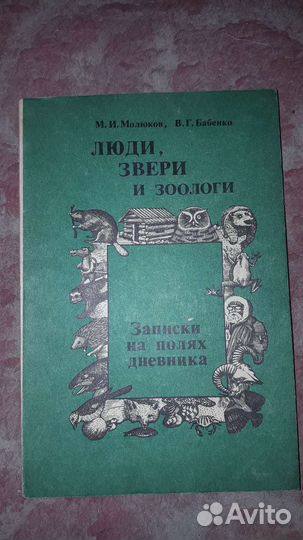 М. И. Молюков, В. Г. Бабенко
ЛЮДИ,
ЗВЕРИ
И ЗООЛОГИ
Записки
на полях
дневника
Avito